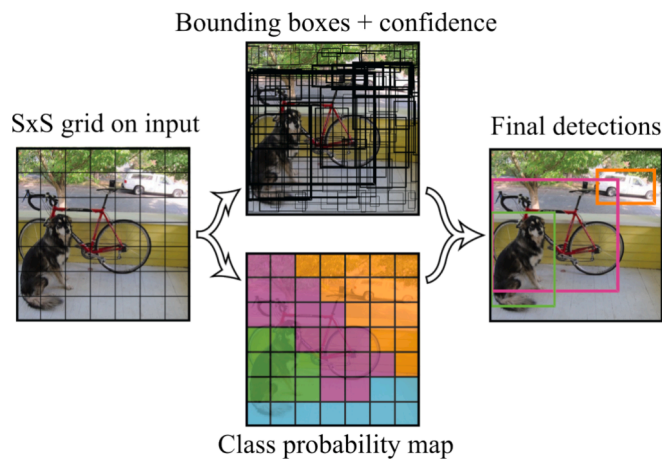 Bounding boxes + confidence
SxS grid on input
Final detections
Class probability map